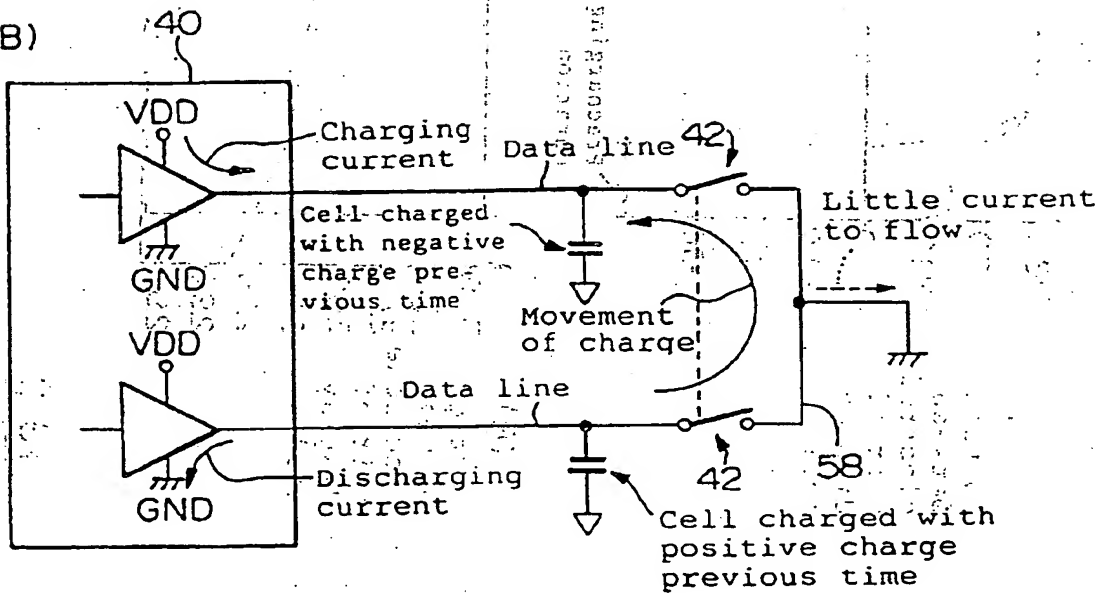 B)
40
VDD
Charging
current
Data line
42
Little current
to flow
Cell charged
with negative
charge pre-
vious time
GND
Movement
of charge
VDD
Data line
GND
Discharging
current
42
58
Cell charged with
positive charge
previous time